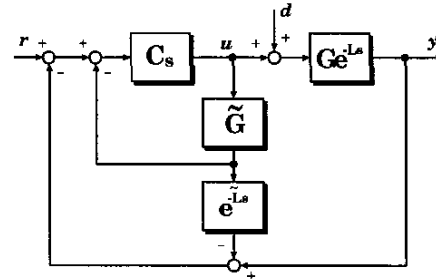 d
r + + C_s u + + Ge^{-Ls} y
- -
G̃
e^{-L̃s}
-
+